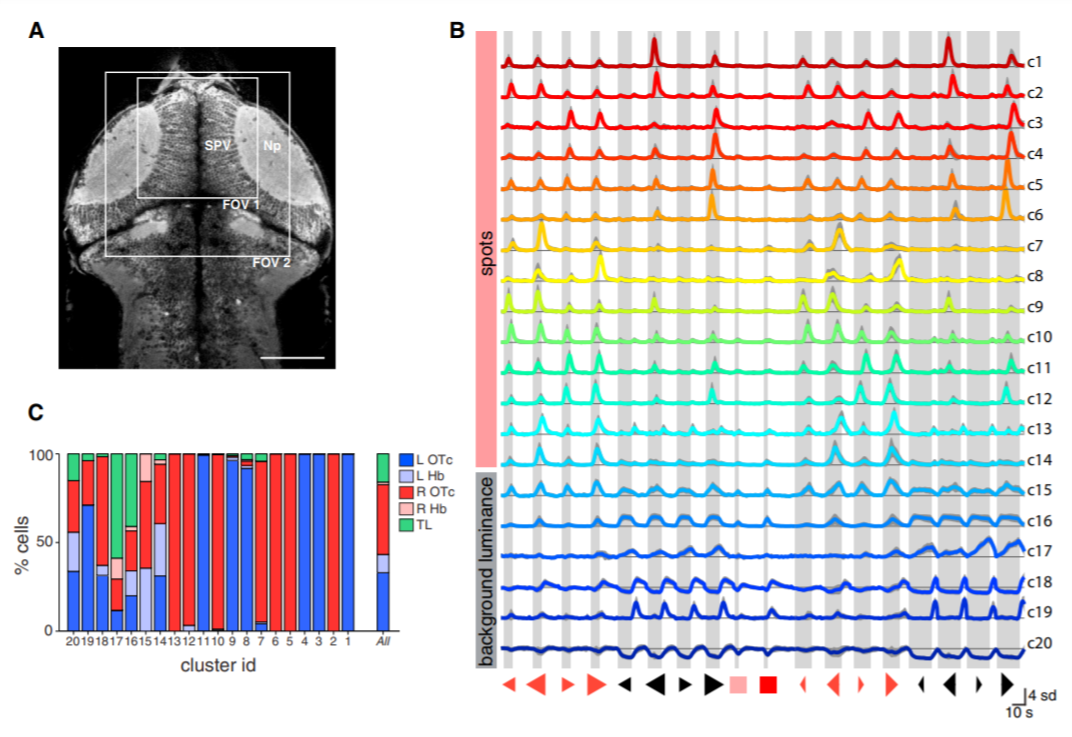 A
SPV
Np
FOV 1
FOV 2
B
spots
background luminance
c1
c2
c3
c4
c5
c6
c7
c8
c9
c10
c11
c12
c13
c14
c15
c16
c17
c18
c19
c20
4 sd
10 s
C
% cells
100
50
0
20 19 18 17 16 15 14 13 12 11 10 9 8 7 6 5 4 3 2 1 All
cluster id
L OTc
L Hb
R OTc
R Hb
TL